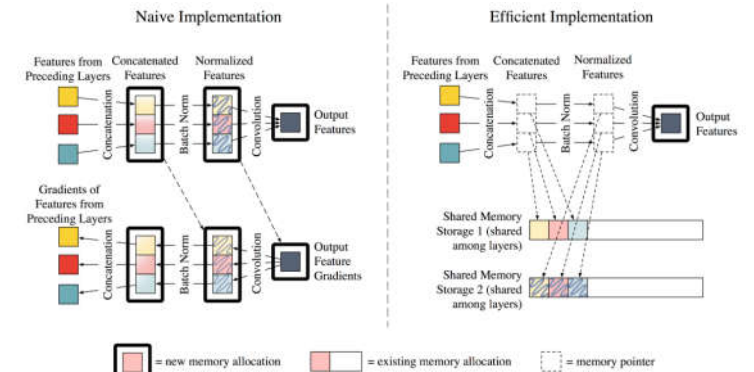 Naive Implementation
Features from
Preceding Layers
Concatenated
Features
Normalized
Features
Concatenation
Batch Norm
Convolution
Output
Features
Gradients of
Features from
Preceding Layers
Concatenation
Batch Norm
Convolution
Output
Feature
Gradients
Efficient Implementation
Features from
Preceding Layers
Concatenated
Features
Normalized
Features
Concatenation
Batch Norm
Convolution
Output
Features
Shared Memory
Storage 1 (shared
among layers)
Shared Memory
Storage 2 (shared
among layers)
= new memory allocation
= existing memory allocation
= memory pointer